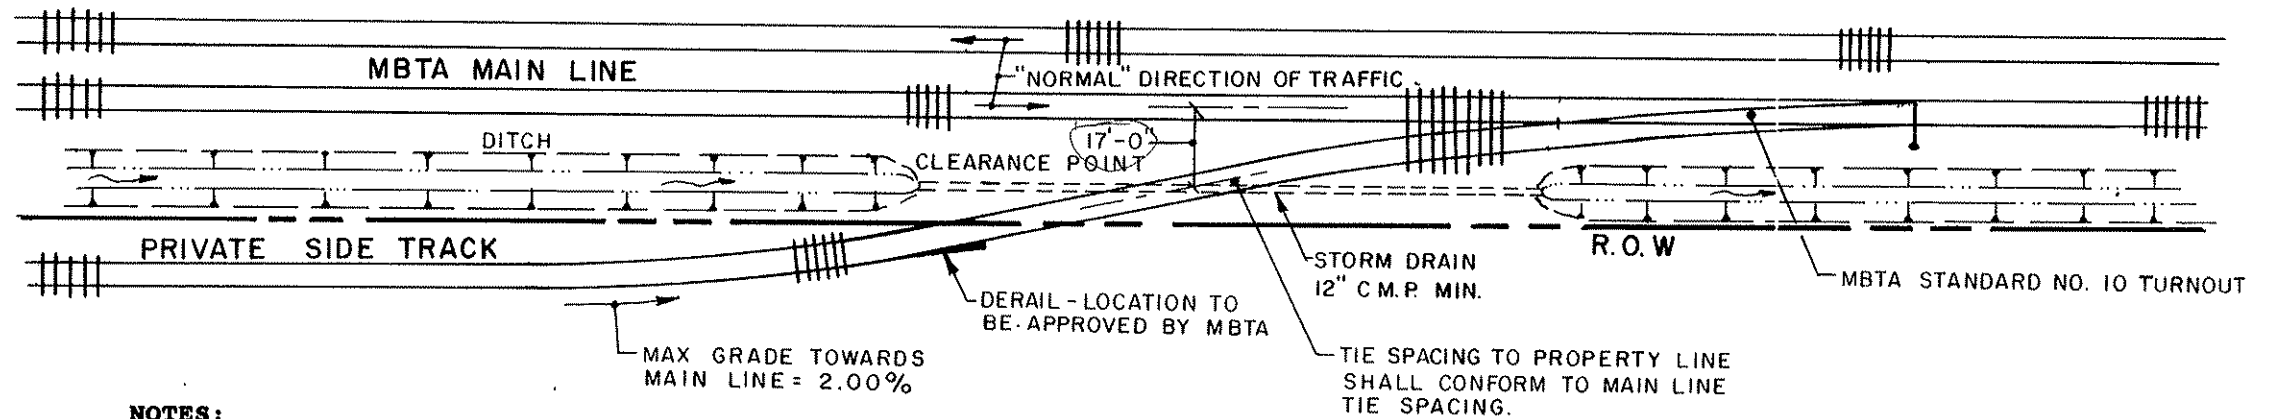 MBTA MAIN LINE
"NORMAL" DIRECTION OF TRAFFIC.
DITCH
17'-0"
CLEARANCE POINT
PRIVATE SIDE TRACK
R.O.W
STORM DRAIN
12" C M.P. MIN.
MBTA STANDARD NO. 10 TURNOUT
DERAIL - LOCATION TO
BE. APPROVED BY MBTA
MAX GRADE TOWARDS
MAIN LINE = 2.00%
TIE SPACING TO PROPERTY LINE
SHALL CONFORM TO MAIN LINE
TIE SPACING.
NOTES: